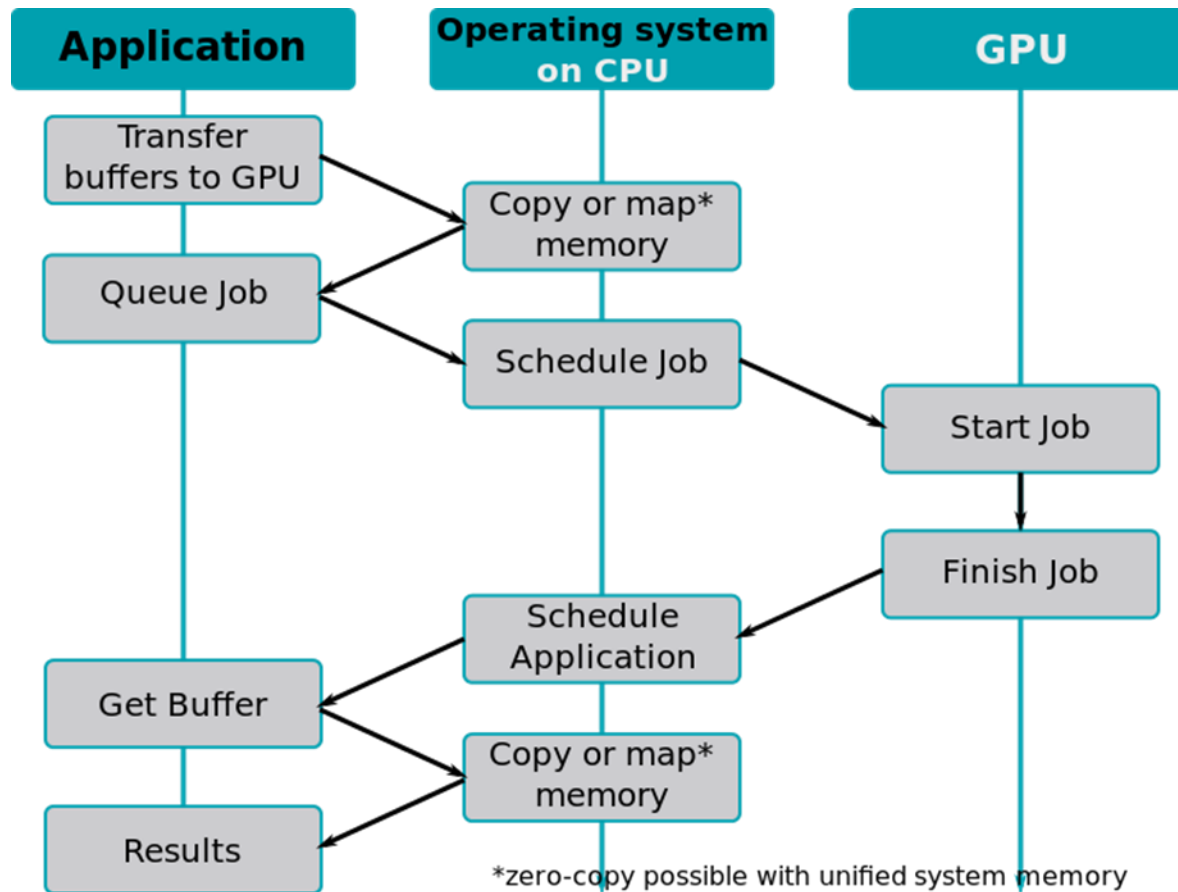 Application
Operating system
on CPU
GPU
Transfer
buffers to GPU
Copy or map*
memory
Queue Job
Schedule Job
Start Job
Finish Job
Schedule
Application
Get Buffer
Copy or map*
memory
Results
*zero-copy possible with unified system memory